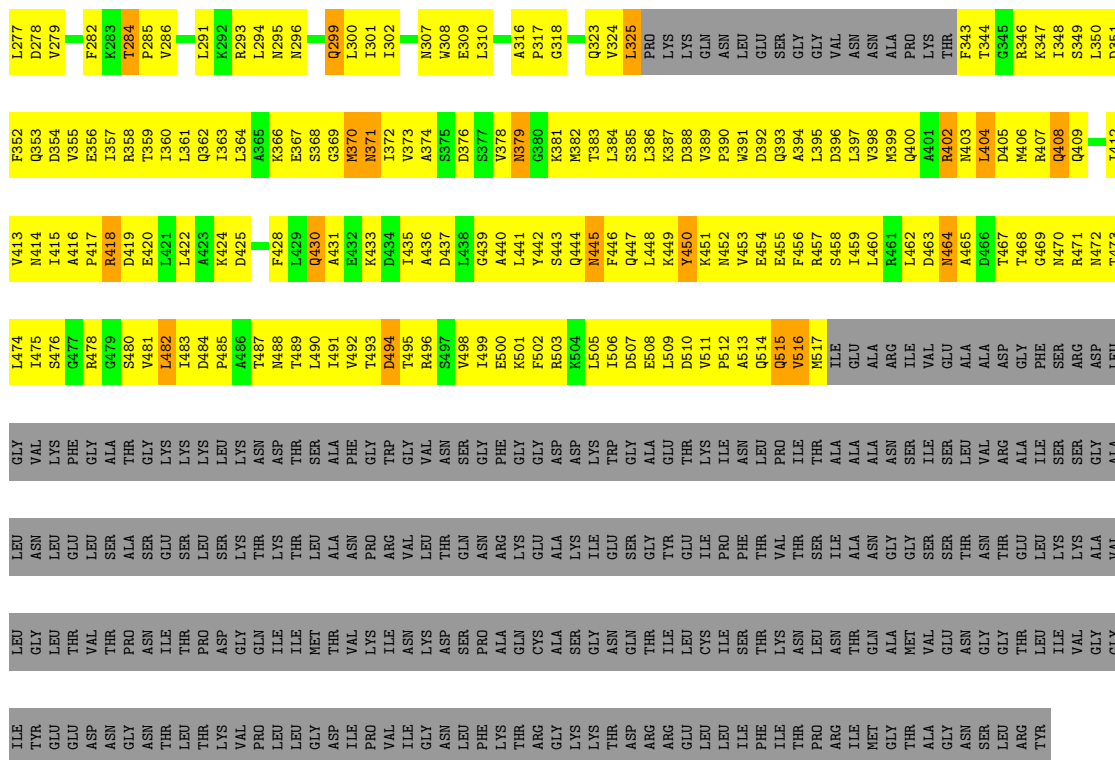 L277 D278 V279 F282 K283 T284 P285 V286 L291 K292 R293 L294 N295 N296 Q299 L300 I301 I302 N307 W308 E309 L310 A316 P317 G318 Q323 V324 L325 PRO LYS LYS GLN ASN LEU GLU SER GLY GLY VAL ASN ASN ALA PRO LYS THR F343 T344 G345 R346 K347 I348 S349 L350
F352 Q353 D354 V355 E356 I357 R358 T359 I360 L361 Q362 I363 L364 A365 K366 E367 S368 G369 M370 N371 I372 V373 A374 S375 D376 S377 V378 N379 G380 K381 M382 T383 L384 S385 L386 K387 D388 V389 P390 W391 D392 Q393 A394 L395 D396 L397 V398 M399 Q400 A401 R402 N403 L404 D405 M406 R407 Q408 Q409 I412
V413 N414 I415 A416 P417 R418 D419 E420 L421 L422 A423 K424 D425 F428 L429 Q430 A431 E432 K433 D434 I435 A436 D437 L438 G439 A440 L441 Y442 S443 Q444 N445 F446 Q447 L448 K449 Y450 K451 N452 V453 E454 E455 F456 R457 S458 I459 L460 R461 L462 D463 N464 A465 D466 T467 T468 G469 N470 R471 N472 T473
L474 I475 S476 G477 R478 G479 S480 V481 L482 I483 D484 P485 A486 T487 N488 T489 L490 I491 V492 T493 D494 T495 R496 S497 V498 I499 E500 K501 F502 R503 K504 L505 I506 D507 E508 L509 D510 V511 P512 A513 Q514 Q515 V516 M517 ILE GLU ALA ARG ILE VAL GLU ALA ALA ASP GLY PHE SER ARG ASP LEU
GLY VAL LYS PHE GLY ALA THR GLY LYS LYS LYS LEU LYS ASN ASP THR SER ALA PHE GLY TRP GLY VAL ASN SER GLY PHE GLY GLY ASP ASP LYS TRP GLY ALA GLU THR LYS ILE ASN LEU PRO ILE THR ALA ALA ALA ASN SER ILE SER LEU VAL ARG ALA ILE SER SER GLY ALA
LEU ASN LEU GLU LEU SER ALA SER GLU SER LEU SER LYS THR LYS THR LEU ALA ASN PRO ARG VAL LEU THR GLN ASN ARG LYS GLU ALA LYS ILE GLU SER GLY TYR GLU ILE PRO PHE THR VAL THR SER ILE ALA ASN GLY GLY SER SER THR ASN THR GLU LEU LYS LYS ALA VAL
LEU GLY LEU THR VAL THR PRO ASN ILE THR PRO ASP GLY GLN ILE ILE MET THR VAL LYS ILE ASN LYS ASP SER PRO ALA GLN CYS ALA SER GLY ASN GLN THR ILE LEU CYS ILE SER THR LYS ASN LEU ASN THR GLN ALA MET VAL GLU ASN GLY GLY THR LEU ILE VAL GLY GLY
ILE TYR GLU GLU ASP ASN GLY ASN THR LEU THR LYS VAL PRO LEU LEU GLY ASP ILE PRO VAL ILE GLY ASN LEU PHE LYS THR ARG GLY LYS LYS THR ASP ARG ARG GLU LEU LEU ILE PHE ILE THR PRO ARG ILE MET GLY THR ALA GLY ASN SER LEU ARG TYR